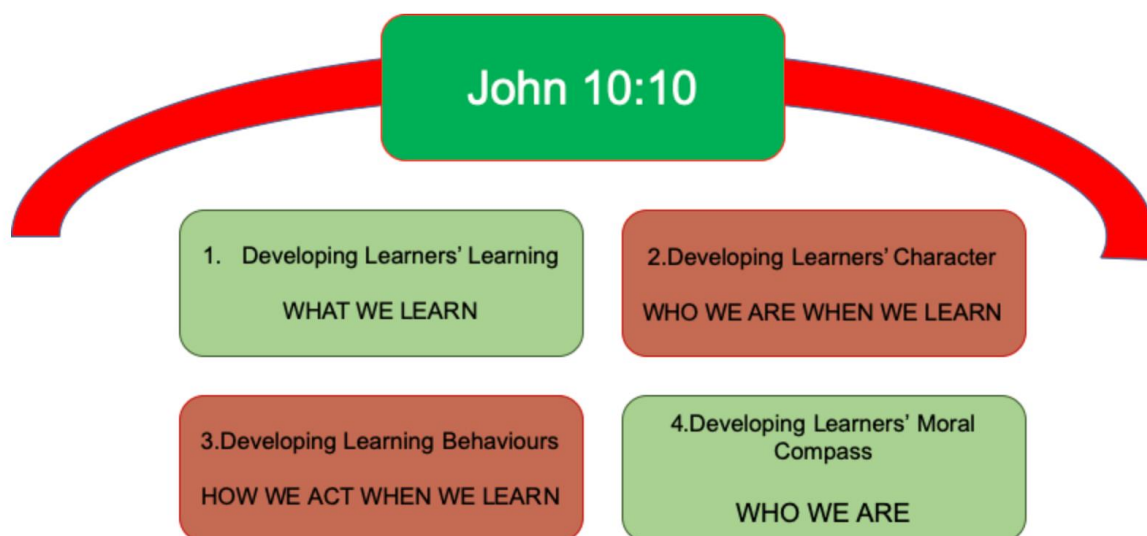 John 10:10
1. Developing Learners' Learning
WHAT WE LEARN
2.Developing Learners' Character
WHO WE ARE WHEN WE LEARN
3.Developing Learning Behaviours
HOW WE ACT WHEN WE LEARN
4.Developing Learners' Moral
Compass
WHO WE ARE